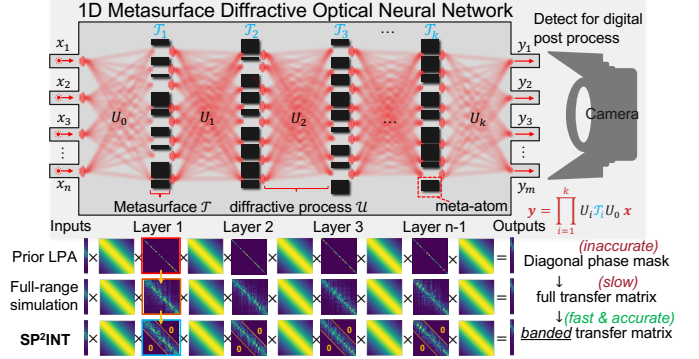 1D Metasurface Diffractive Optical Neural Network
Detect for digital
post process
x₁ 𝒯₁ 𝒯₂ 𝒯₃ ... 𝒯ₖ y₁
x₂ y₂
Camera
x₃ U₀ U₁ U₂ ... Uₖ y₃
⋮ ⋮
xₙ yₘ
meta-atom
Metasurface 𝒯 diffractive process 𝒰
y = ∏ᵢ₌₁ᵏ Uᵢ𝒯ᵢU₀ x
Inputs Layer 1 Layer 2 Layer 3 Layer n-1 Outputs
Prior LPA × × × × × × × × × = (inaccurate)
Diagonal phase mask
↓ (slow)
Full-range
simulation × × × × × × × × × =
full transfer matrix
↓ (fast & accurate)
SP²INT × 0 0 × 0 0 × 0 0 × 0 0 × =
banded transfer matrix